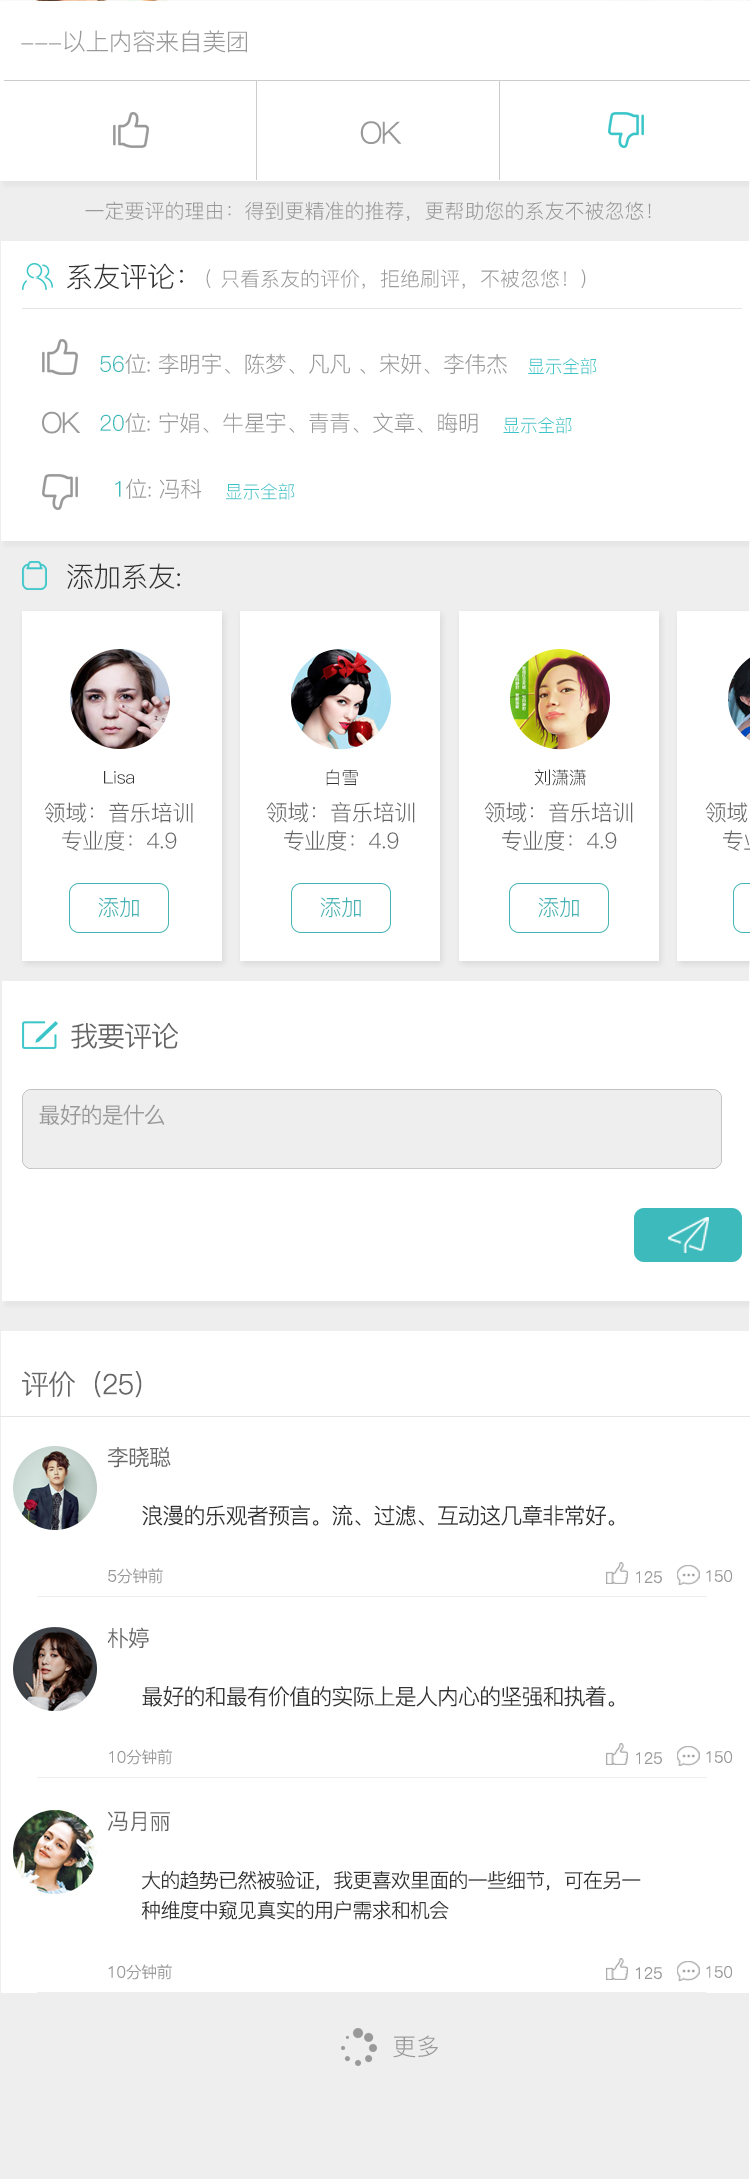 ---以上内容来自美团
OK
一定要评的理由：得到更精准的推荐，更帮助您的系友不被忽悠！
系友评论：（ 只看系友的评价，拒绝刷评，不被忽悠！）
56位: 李明宇、陈梦、凡凡 、宋妍、李伟杰 显示全部
OK 20位: 宁娟、牛星宇、青青、文章、晦明 显示全部
1位: 冯科 显示全部
添加系友:
Lisa
领域：音乐培训
专业度：4.9
添加
白雪
领域：音乐培训
专业度：4.9
添加
刘潇潇
领域：音乐培训
专业度：4.9
添加
领域
专
我要评论
最好的是什么
评价（25）
李晓聪
浪漫的乐观者预言。流、过滤、互动这几章非常好。
5分钟前 125 150
朴婷
最好的和最有价值的实际上是人内心的坚强和执着。
10分钟前 125 150
冯月丽
大的趋势已然被验证，我更喜欢里面的一些细节，可在另一
种维度中窥见真实的用户需求和机会
10分钟前 125 150
更多